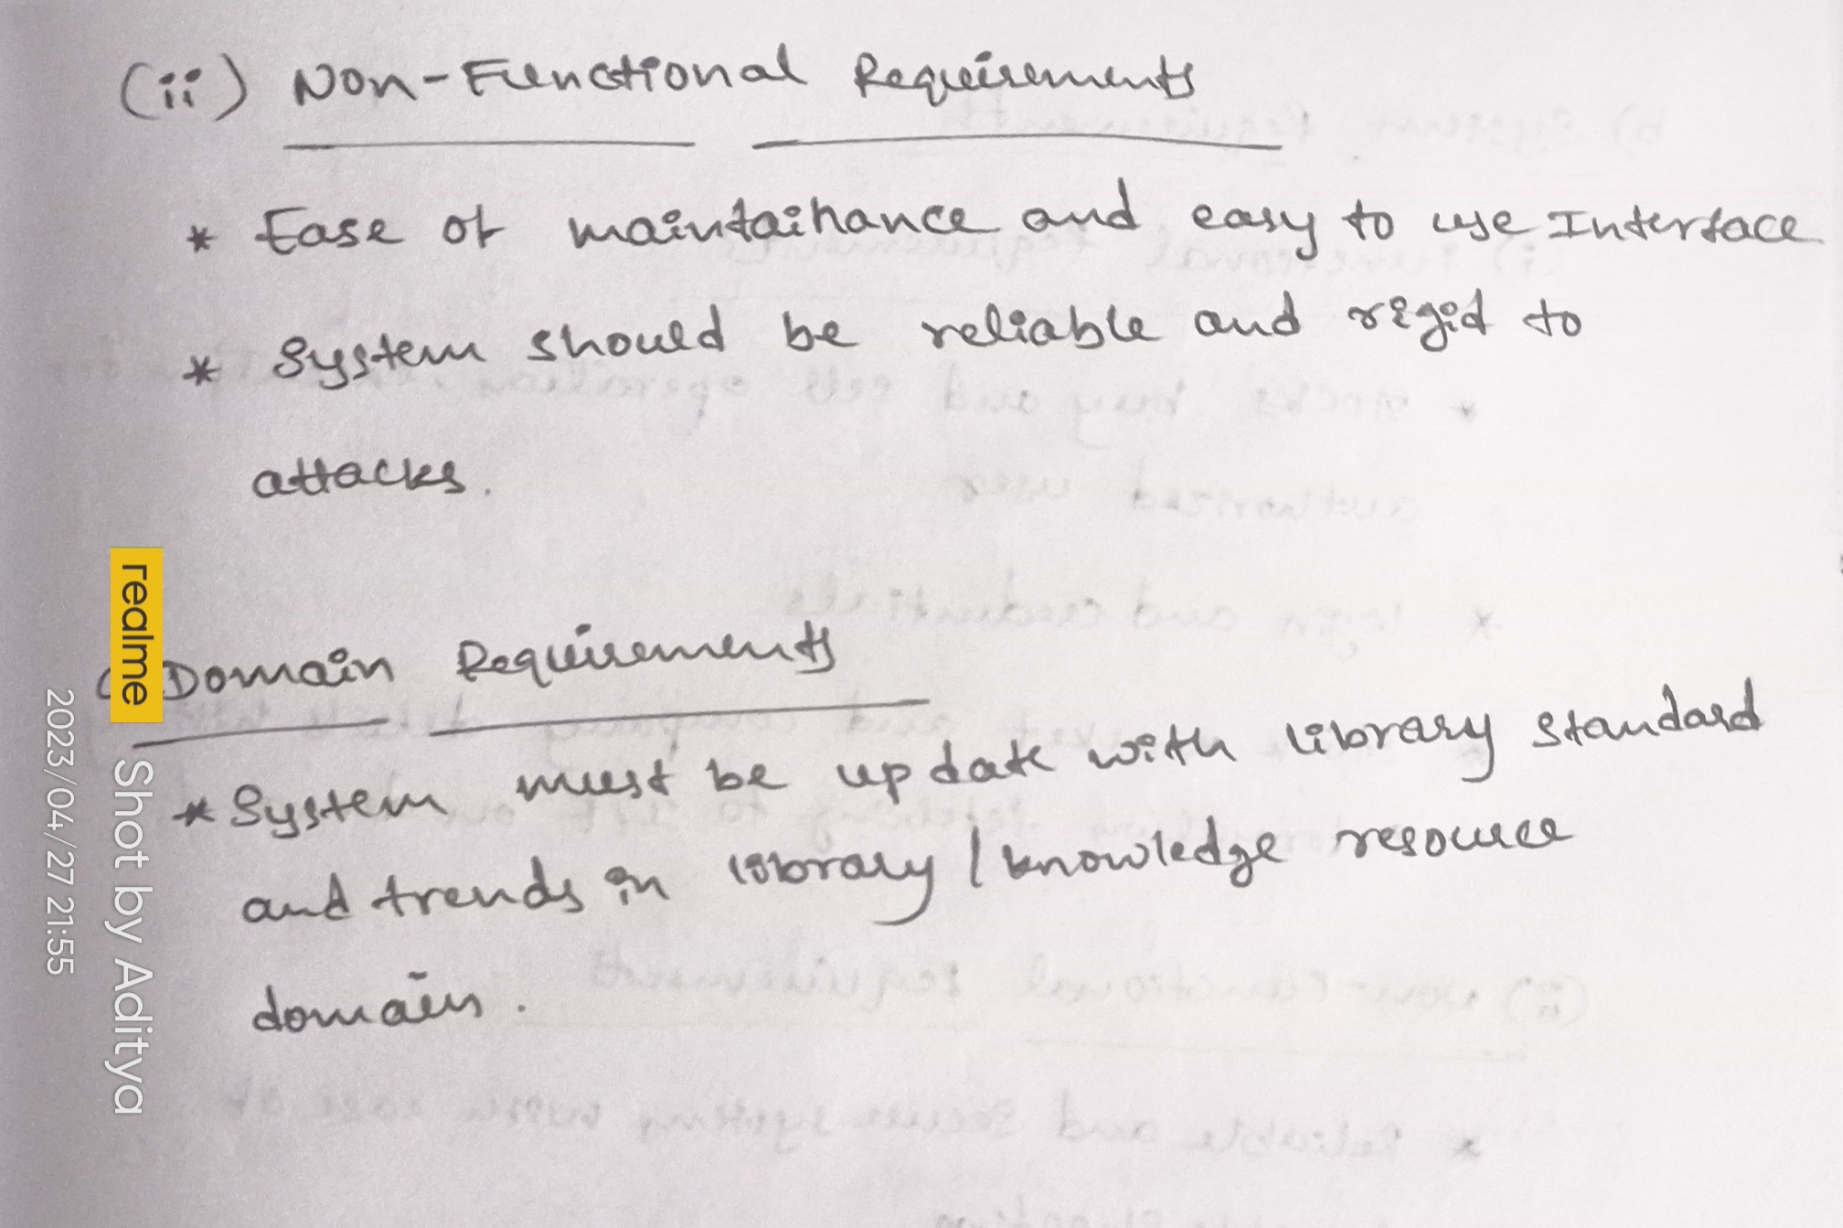 (ii) Non-Functional Requirements
* Ease of maintainance and easy to use Interface
* System should be reliable and rigid to
attacks.
Domain Requirements
* System must be update with library standard
and trends in library / knowledge resource
domain.
realme Shot by Aditya
2023/04/27 21:55